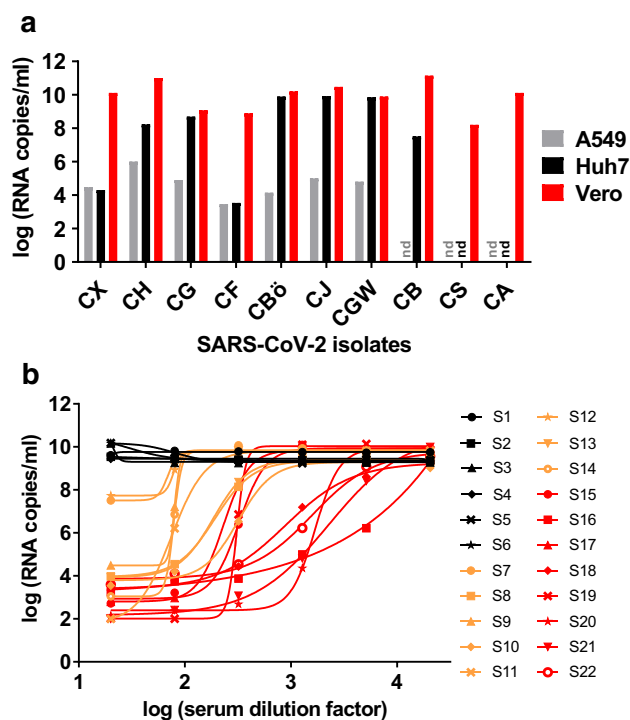 a
log (RNA copies/ml)
12
10
8
6
4
2
0
nd
nd nd
nd nd
CX CH CG CF CBö CJ CGW CB CS CA
SARS-CoV-2 isolates
A549
Huh7
Vero
b
log (RNA copies/ml)
12
10
8
6
4
2
0
1 2 3 4
log (serum dilution factor)
S1 S12
S2 S13
S3 S14
S4 S15
S5 S16
S6 S17
S7 S18
S8 S19
S9 S20
S10 S21
S11 S22